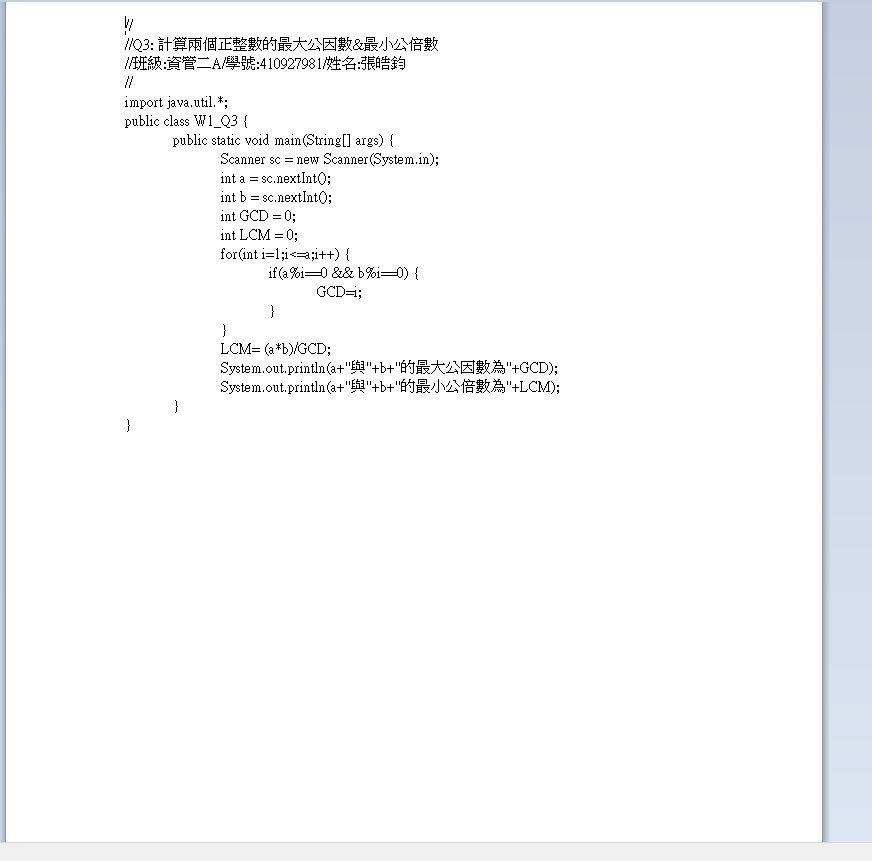 //
//Q3: 計算兩個正整數的最大公因數&最小公倍數
//班級:資管二A/學號:410927981/姓名:張皓鈞
//
import java.util.*;
public class W1_Q3 {
public static void main(String[] args) {
Scanner sc = new Scanner(System.in);
int a = sc.nextInt();
int b = sc.nextInt();
int GCD = 0;
int LCM = 0;
for(int i=1;i<=a;i++) {
if(a%i==0 && b%i==0) {
GCD=i;
}
}
LCM= (a*b)/GCD;
System.out.println(a+"與"+b+"的最大公因數為"+GCD);
System.out.println(a+"與"+b+"的最小公倍數為"+LCM);
}
}